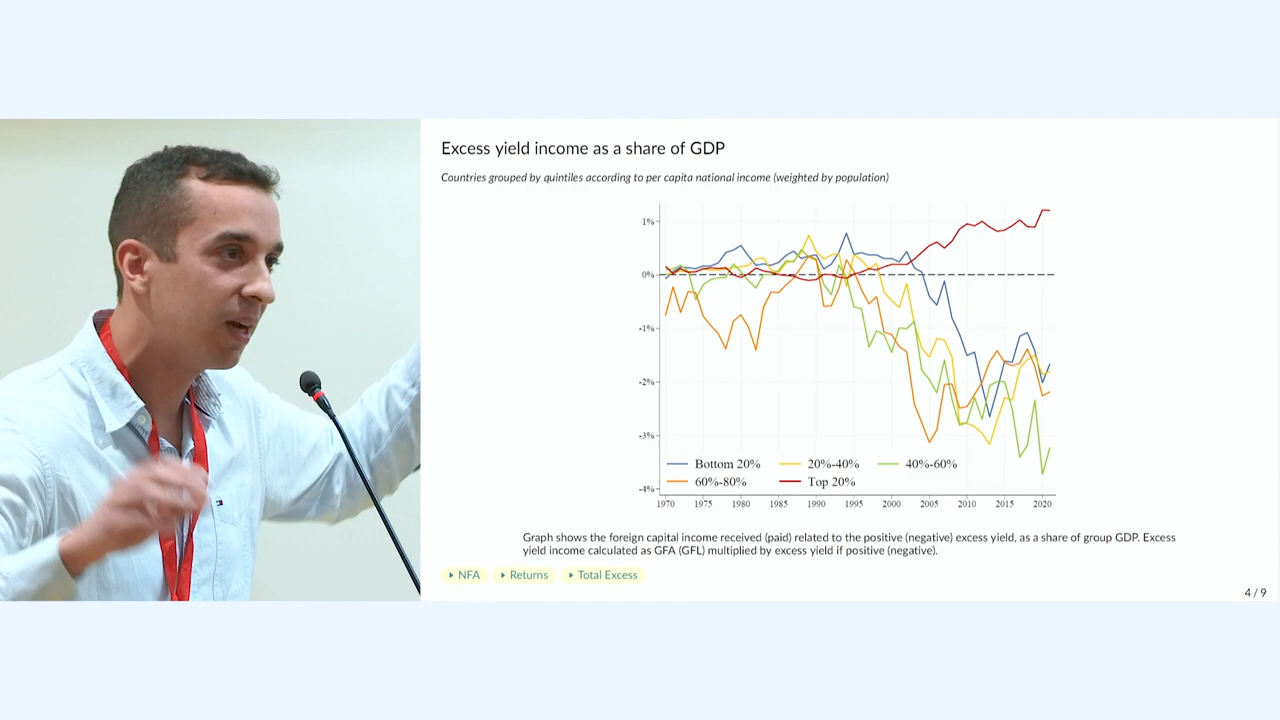 Excess yield income as a share of GDP
Countries grouped by quintiles according to per capita national income (weighted by population)
1%
0%
-1%
-2%
-3%
-4%
Bottom 20% 20%-40% 40%-60%
60%-80% Top 20%
1970 1975 1980 1985 1990 1995 2000 2005 2010 2015 2020
Graph shows the foreign capital income received (paid) related to the positive (negative) excess yield, as a share of group GDP. Excess
yield income calculated as GFA (GFL) multiplied by excess yield if positive (negative).
NFA Returns Total Excess
4 / 9